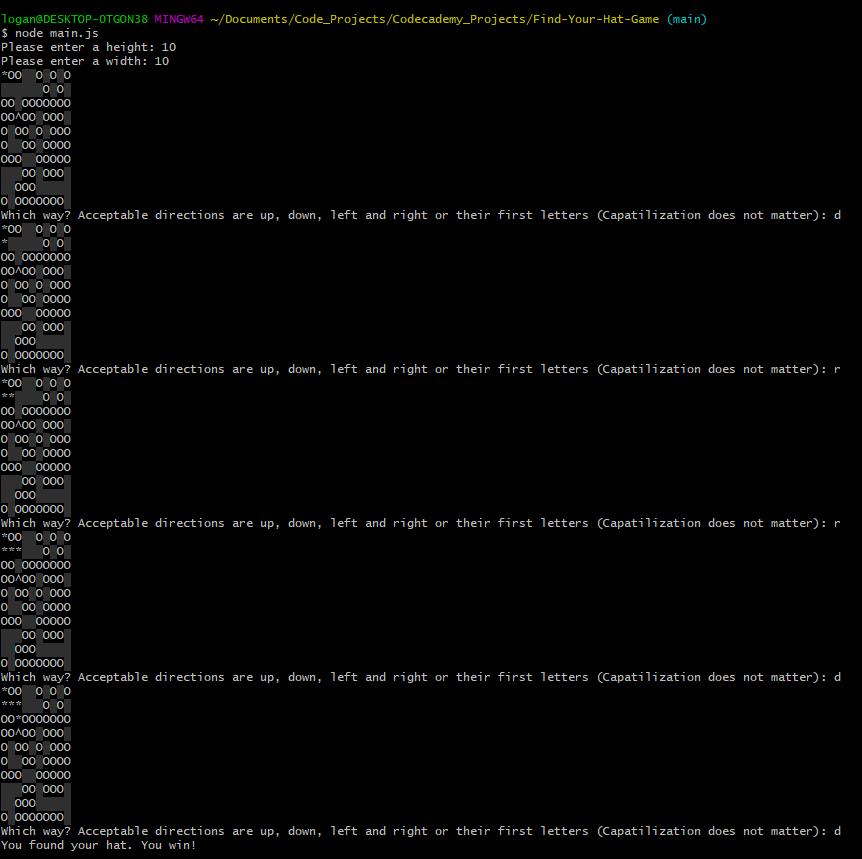 logan@DESKTOP-OTGON38 MINGW64 ~/Documents/Code_Projects/Codecademy_Projects/Find-Your-Hat-Game (main)
$ node main.js
Please enter a height: 10
Please enter a width: 10
*OO░░O░O░O
░░░░░░O░O░
OO░OOOOOOO
OO^OO░OOO░
O░OO░O░OOO
O░░OO░OOOO
OOO░░OOOOO
░░░OO░OOO░
░░OOO░░░░░
O░OOOOOOO░
Which way? Acceptable directions are up, down, left and right or their first letters (Capatilization does not matter): d
*OO░░O░O░O
*░░░░░O░O░
OO░OOOOOOO
OO^OO░OOO░
O░OO░O░OOO
O░░OO░OOOO
OOO░░OOOOO
░░░OO░OOO░
░░OOO░░░░░
O░OOOOOOO░
Which way? Acceptable directions are up, down, left and right or their first letters (Capatilization does not matter): r
*OO░░O░O░O
**░░░░O░O░
OO░OOOOOOO
OO^OO░OOO░
O░OO░O░OOO
O░░OO░OOOO
OOO░░OOOOO
░░░OO░OOO░
░░OOO░░░░░
O░OOOOOOO░
Which way? Acceptable directions are up, down, left and right or their first letters (Capatilization does not matter): r
*OO░░O░O░O
***░░░O░O░
OO░OOOOOOO
OO^OO░OOO░
O░OO░O░OOO
O░░OO░OOOO
OOO░░OOOOO
░░░OO░OOO░
░░OOO░░░░░
O░OOOOOOO░
Which way? Acceptable directions are up, down, left and right or their first letters (Capatilization does not matter): d
*OO░░O░O░O
***░░░O░O░
OO*OOOOOOO
OO^OO░OOO░
O░OO░O░OOO
O░░OO░OOOO
OOO░░OOOOO
░░░OO░OOO░
░░OOO░░░░░
O░OOOOOOO░
Which way? Acceptable directions are up, down, left and right or their first letters (Capatilization does not matter): d
You found your hat. You win!